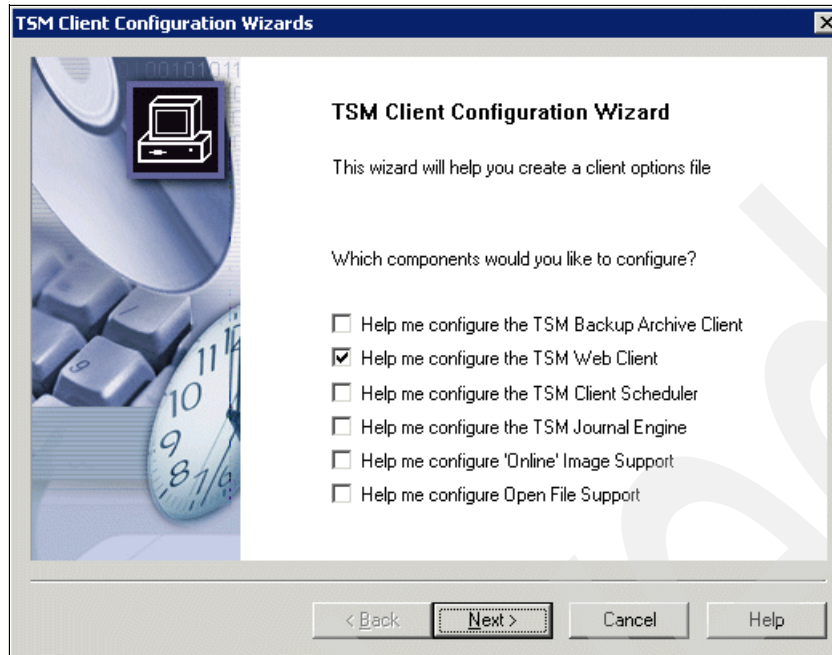 TSM Client Configuration Wizards
TSM Client Configuration Wizard
This wizard will help you create a client options file
Which components would you like to configure?
Help me configure the TSM Backup Archive Client
Help me configure the TSM Web Client
Help me configure the TSM Client Scheduler
Help me configure the TSM Journal Engine
Help me configure 'Online' Image Support
Help me configure Open File Support
< Back
Next >
Cancel
Help